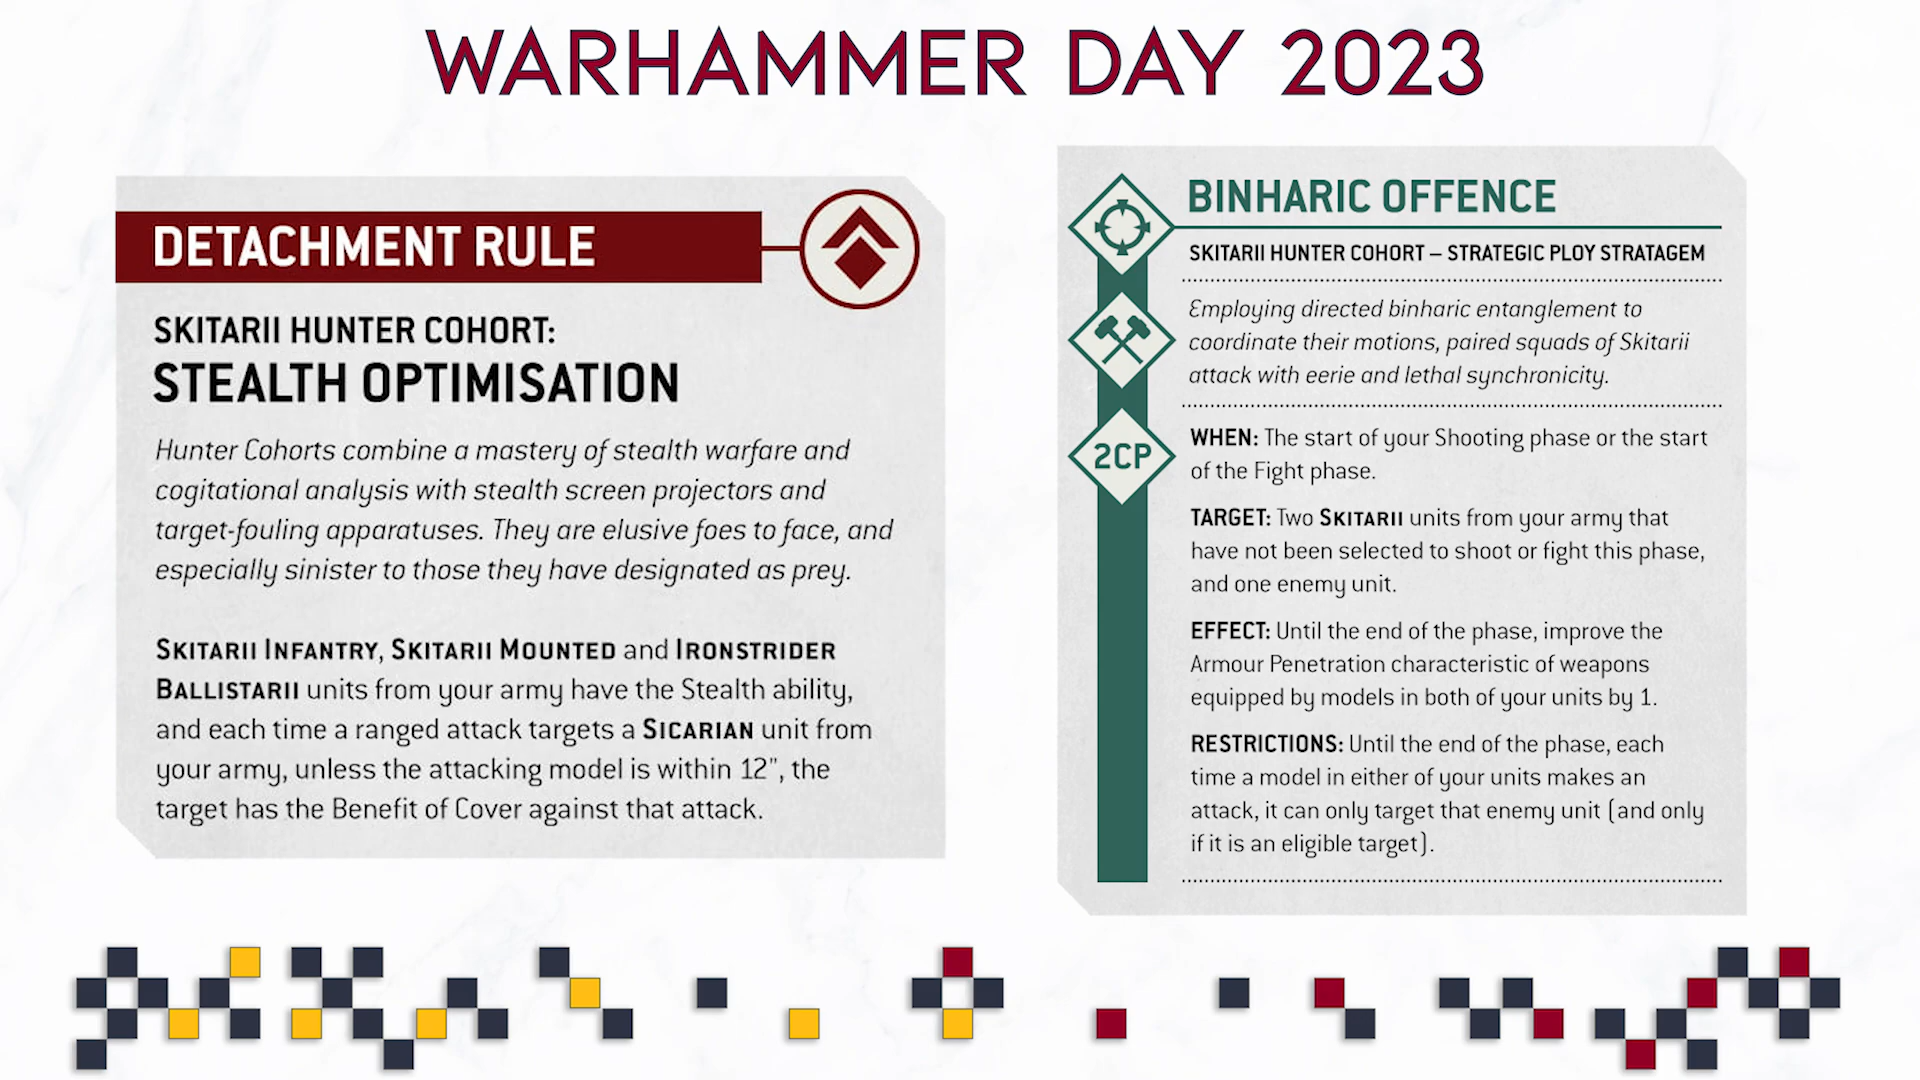 WARHAMMER DAY 2023
DETACHMENT RULE
SKITARII HUNTER COHORT:
STEALTH OPTIMISATION
Hunter Cohorts combine a mastery of stealth warfare and
cogitational analysis with stealth screen projectors and
target-fouling apparatuses. They are elusive foes to face, and
especially sinister to those they have designated as prey.
SKITARII INFANTRY, SKITARII MOUNTED and IRONSTRIDER
BALLISTARII units from your army have the Stealth ability,
and each time a ranged attack targets a SICARIAN unit from
your army, unless the attacking model is within 12", the
target has the Benefit of Cover against that attack.
BINHARIC OFFENCE
SKITARII HUNTER COHORT – STRATEGIC PLOY STRATAGEM
Employing directed binharic entanglement to
coordinate their motions, paired squads of Skitarii
attack with eerie and lethal synchronicity.
2CP
WHEN: The start of your Shooting phase or the start
of the Fight phase.
TARGET: Two SKITARII units from your army that
have not been selected to shoot or fight this phase,
and one enemy unit.
EFFECT: Until the end of the phase, improve the
Armour Penetration characteristic of weapons
equipped by models in both of your units by 1.
RESTRICTIONS: Until the end of the phase, each
time a model in either of your units makes an
attack, it can only target that enemy unit (and only
if it is an eligible target).